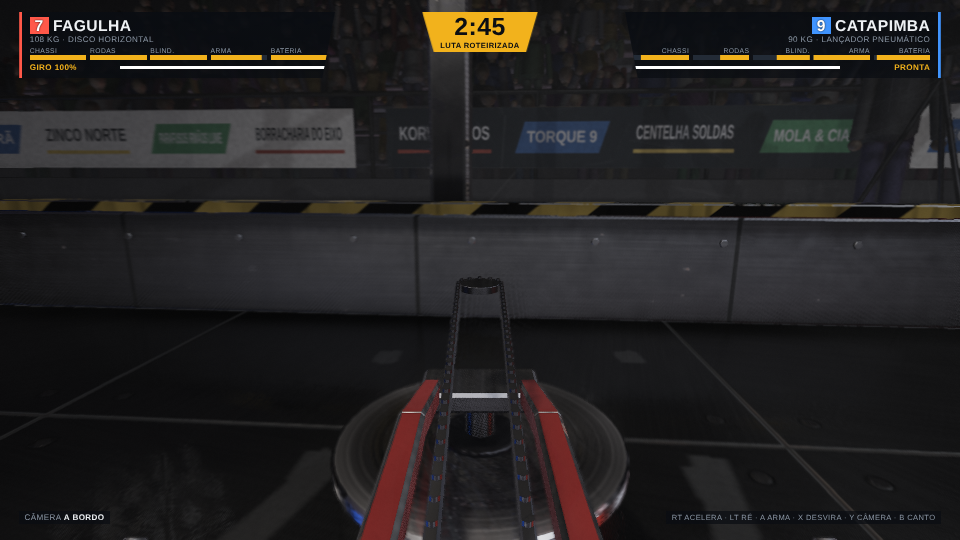 7 FAGULHA
108 KG · DISCO HORIZONTAL
CHASSI RODAS BLIND. ARMA BATERIA
GIRO 100%
2:45
LUTA ROTEIRIZADA
9 CATAPIMBA
90 KG · LANÇADOR PNEUMÁTICO
CHASSI RODAS BLIND. ARMA BATERIA
PRONTA
ZINCO NORTE
BORRACHARIA DO EIXO
TORQUE 9
CENTELHA SOLDAS
MOLA & CIA
CÂMERA A BORDO
RT ACELERA · LT RÉ · A ARMA · X DESVIRA · Y CÂMERA · B CANTO